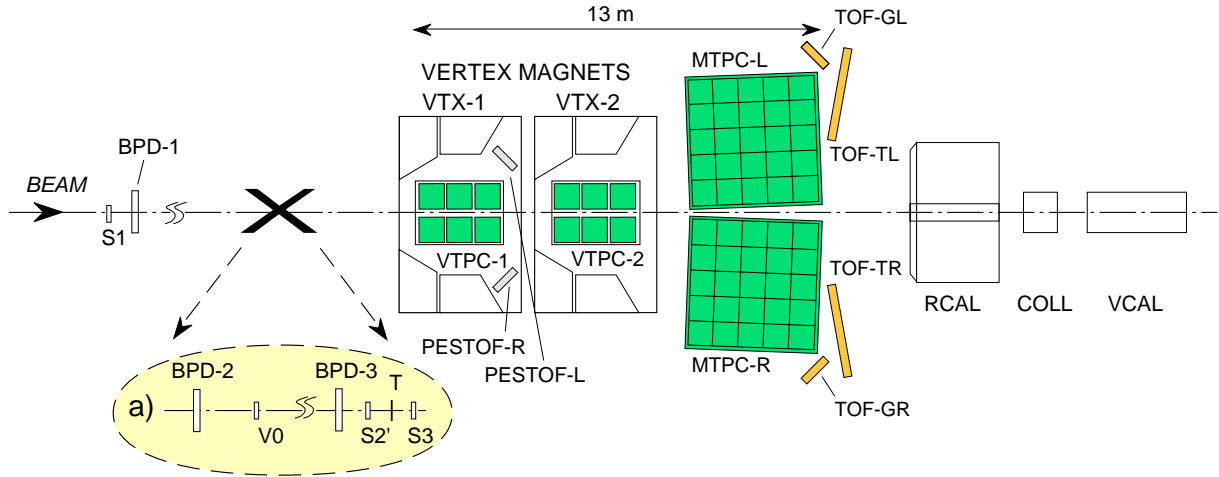 13 m
TOF-GL
MTPC-L
VERTEX MAGNETS
VTX-1
VTX-2
BPD-1
TOF-TL
BEAM
S1
VTPC-1
VTPC-2
TOF-TR
RCAL
COLL
VCAL
PESTOF-R
PESTOF-L
MTPC-R
TOF-GR
BPD-2
BPD-3
T
a)
V0
S2'
S3